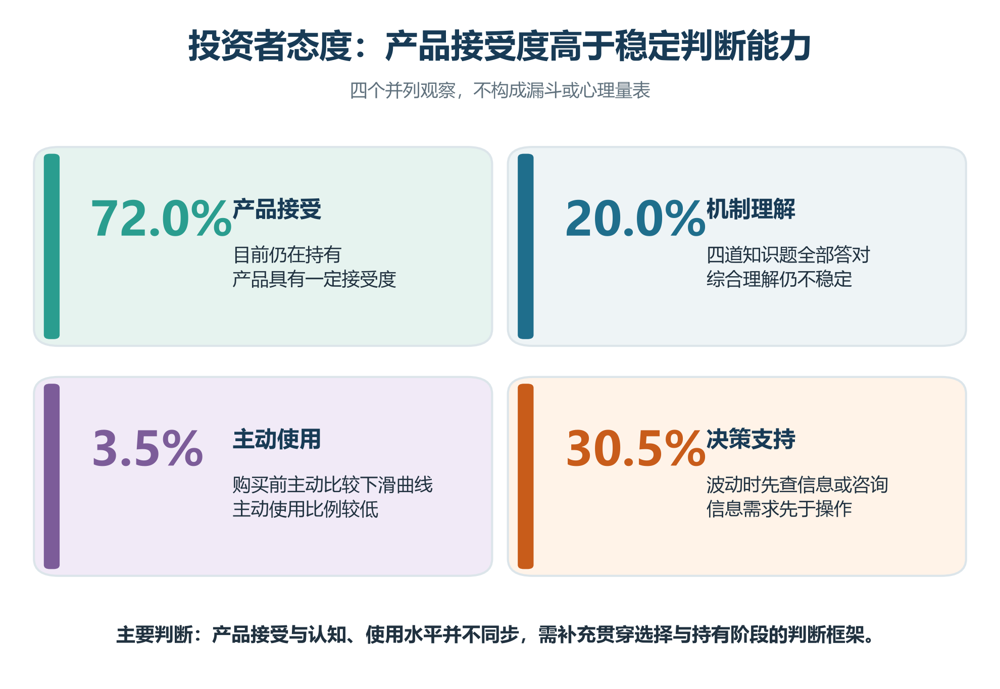 投资者态度：产品接受度高于稳定判断能力
四个并列观察，不构成漏斗或心理量表
72.0%
产品接受
目前仍在持有
产品具有一定接受度
20.0%
机制理解
四道知识题全部答对
综合理解仍不稳定
3.5%
主动使用
购买前主动比较下滑曲线
主动使用比例较低
30.5%
决策支持
波动时先查信息或咨询
信息需求先于操作
主要判断：产品接受与认知、使用水平并不同步，需补充贯穿选择与持有阶段的判断框架。